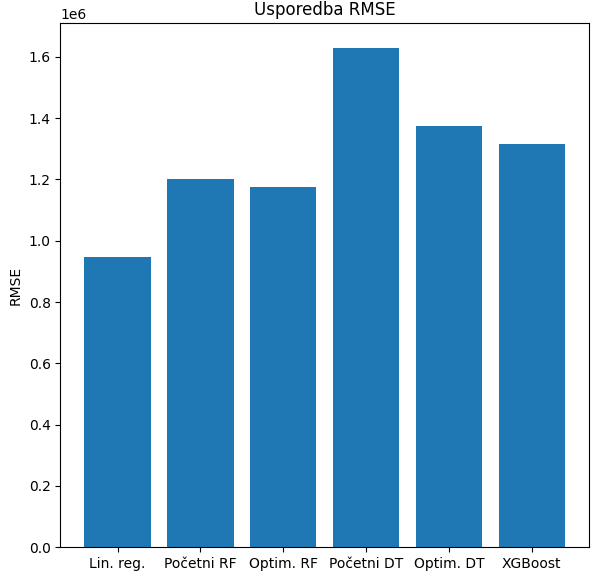 Usporedba RMSE
1e6
1.6
1.4
1.2
1.0
0.8
0.6
0.4
0.2
0.0
RMSE
Lin. reg. Početni RF Optim. RF Početni DT Optim. DT XGBoost